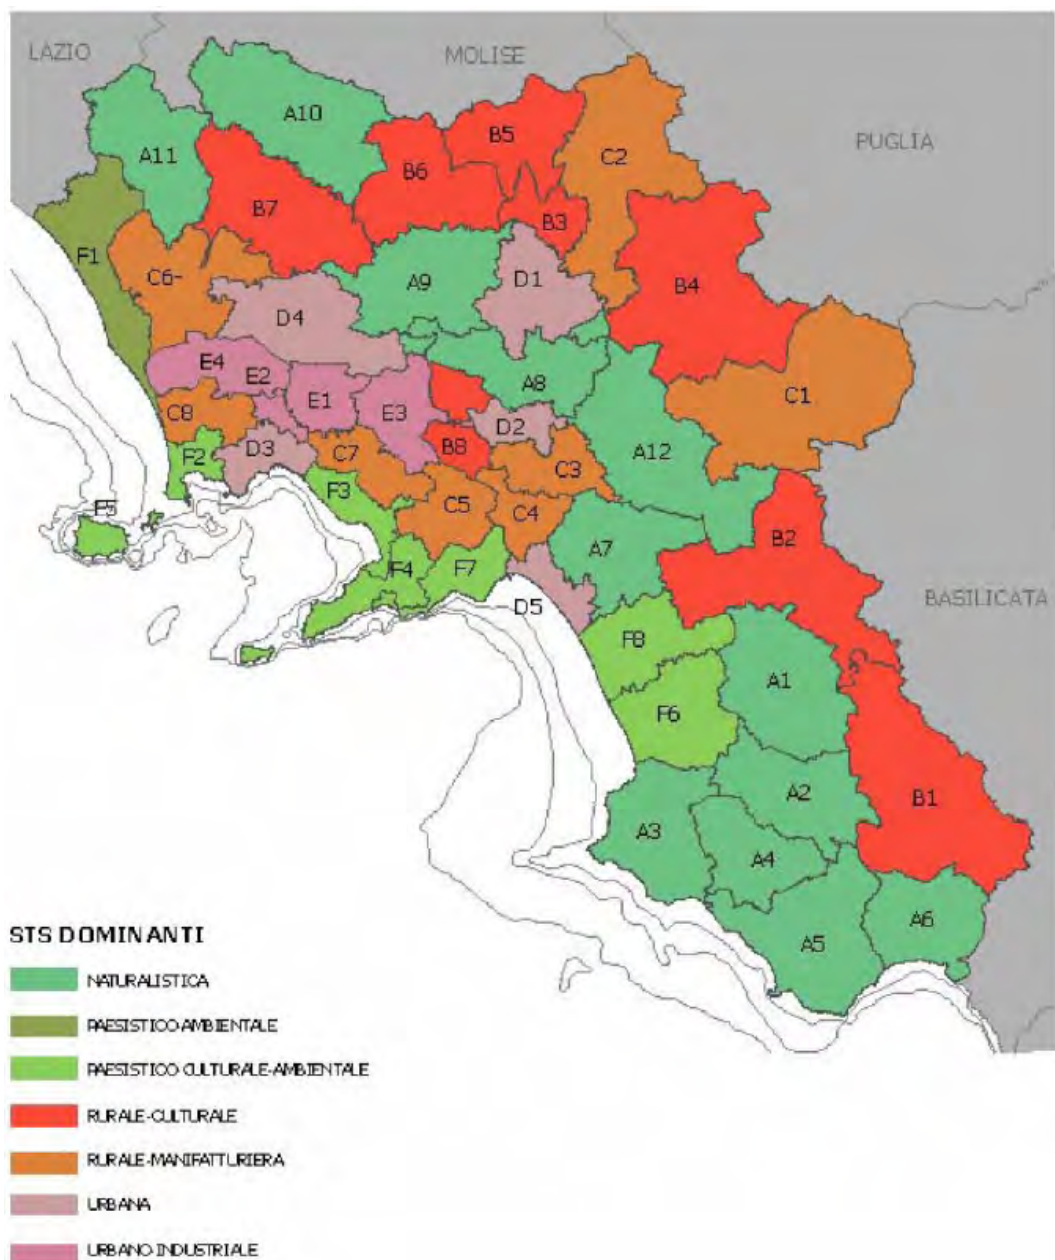 LAZIO
MOLISE
PUGLIA
BASILICATA
A10
A11
B5
B6
C2
B7
B3
F1
C6-
A9
D1
B4
D4
E4
E2
E1
E3
A8
C1
C8
D2
B8
D3
C7
F2
C3
A12
F3
C5
C4
F5
A7
B2
F4
F7
D5
F8
A1
F6
A2
B1
A3
A4
A6
A5
STS DOMINANTI
NATURALISTICA
PAESISTICO-AMBIENTALE
PAESISTICO CULTURALE-AMBIENTALE
RURALE-CULTURALE
RURALE-MANIFATTURIERA
URBANA
URBANO INDUSTRIALE